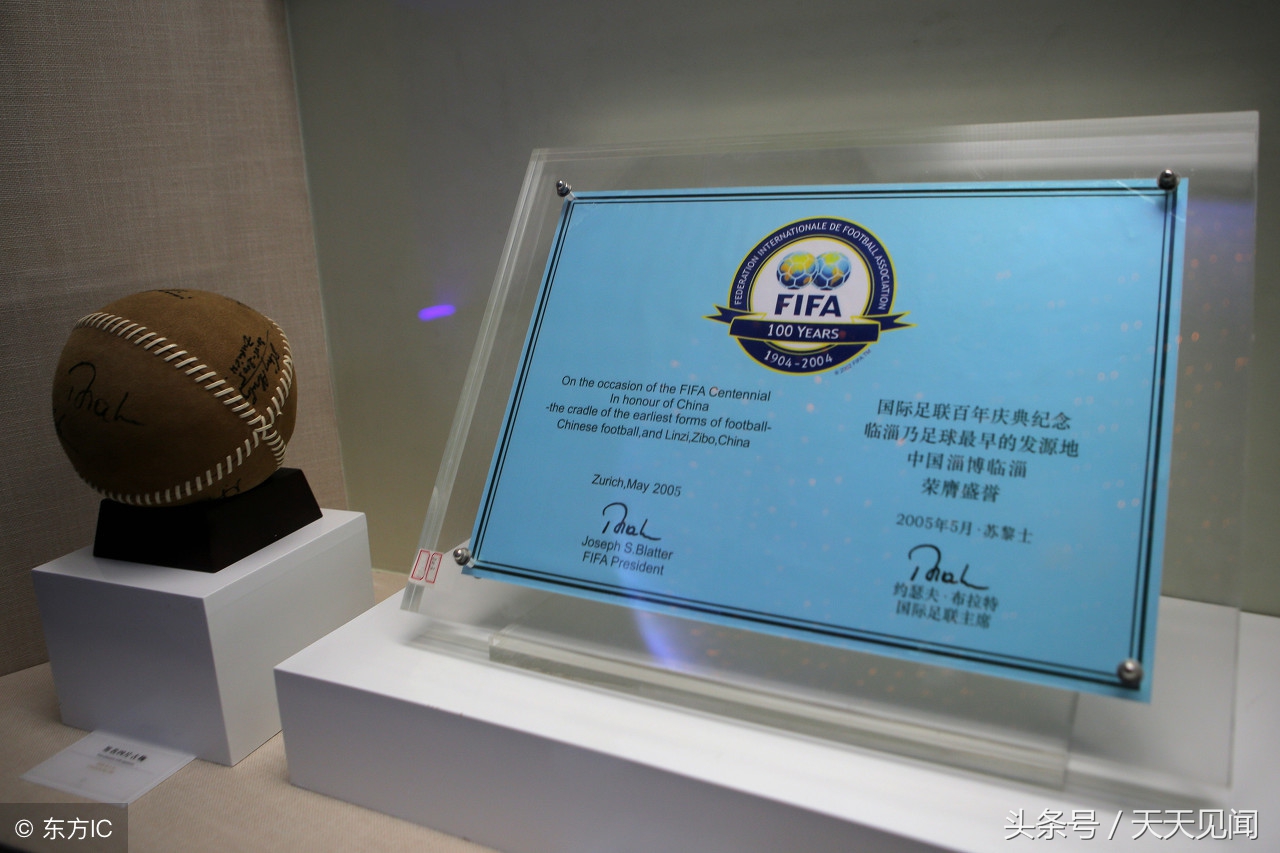 FEDERATION INTERNATIONALE DE FOOTBALL ASSOCIATION
FIFA
100 YEARS
1904-2004
On the occasion of the FIFA Centennial
In honour of China
-the cradle of the earliest forms of football-
Chinese football,and Linzi,Zibo,China
Zurich,May 2005
Joseph S.Blatter
FIFA President
国际足联百年庆典纪念
临淄乃足球最早的发源地
中国淄博临淄
荣膺盛誉
2005年5月·苏黎士
约瑟夫·布拉特
国际足联主席
© 东方IC
头条号 / 天天见闻